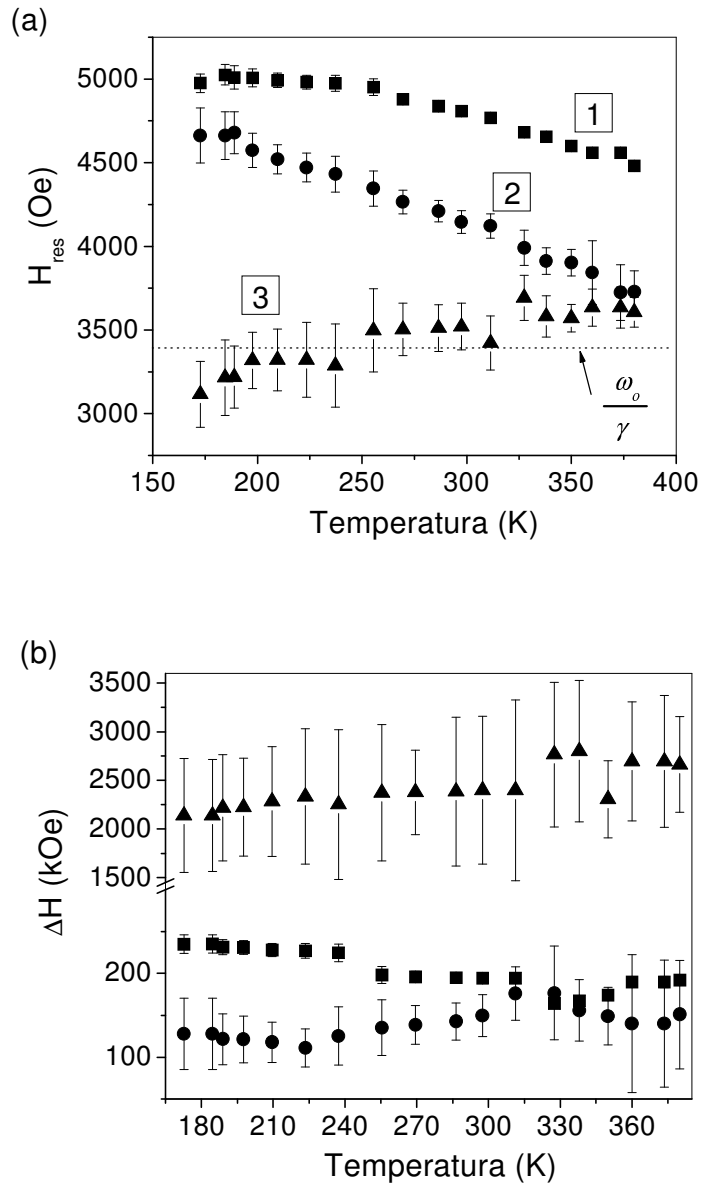 (a)
5000
4500
4000
3500
3000
H_res (Oe)
1
2
3
ω_o
γ
150 200 250 300 350 400
Temperatura (K)
(b)
3500
3000
2500
2000
1500
200
100
ΔH (kOe)
180 210 240 270 300 330 360
Temperatura (K)